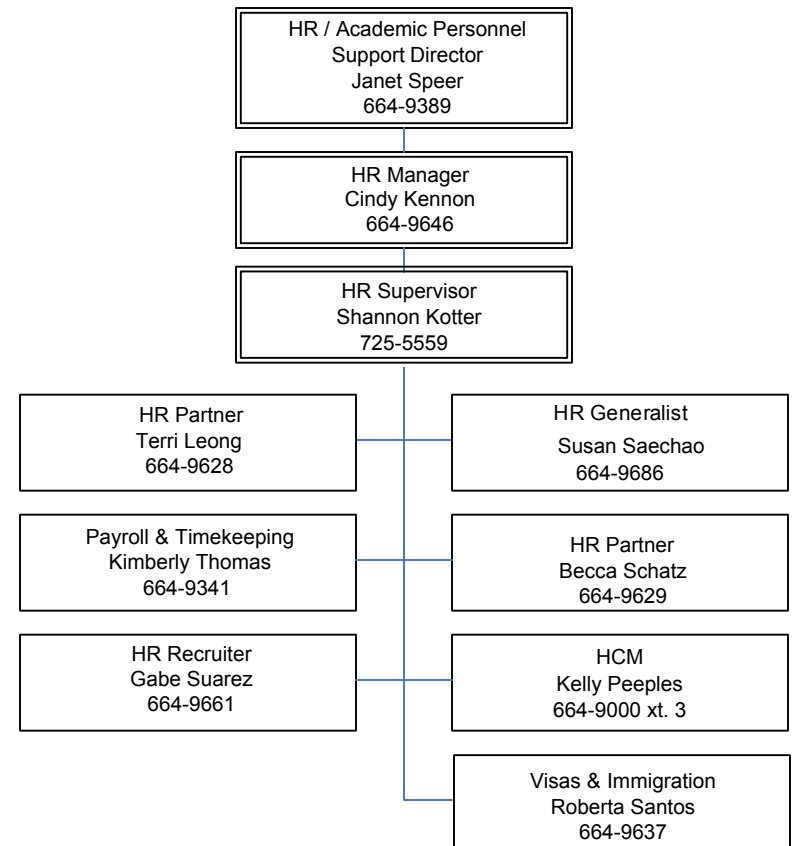 HR / Academic Personnel
Support Director
Janet Speer
664-9389
HR Manager
Cindy Kennon
664-9646
HR Supervisor
Shannon Kotter
725-5559
HR Partner
Terri Leong
664-9628
HR Generalist
Susan Saechao
664-9686
Payroll & Timekeeping
Kimberly Thomas
664-9341
HR Partner
Becca Schatz
664-9629
HR Recruiter
Gabe Suarez
664-9661
HCM
Kelly Peeples
664-9000 xt. 3
Visas & Immigration
Roberta Santos
664-9637